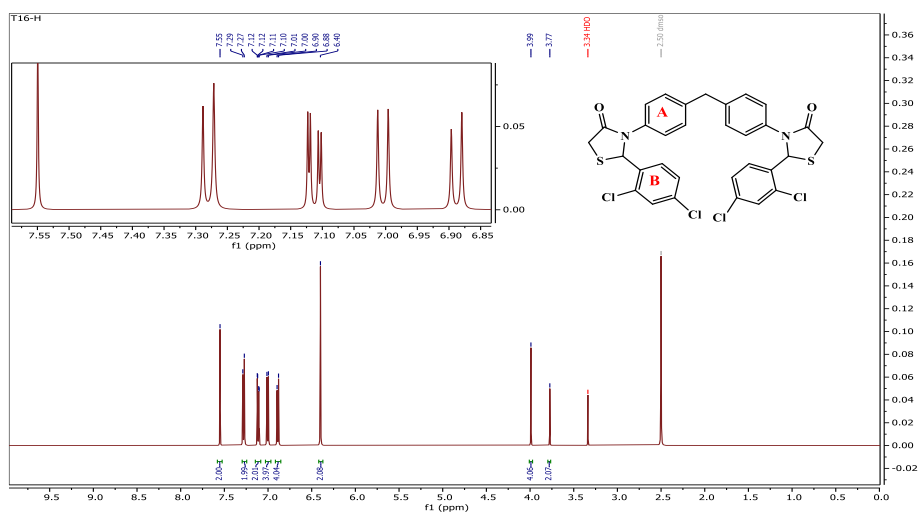 T16-H
7.55
7.29
7.27
7.12
7.12
7.11
7.10
7.01
7.00
6.90
6.88
6.40
3.99
3.77
3.34 HDO
2.50 dmso
0.05
0.00
7.55 7.50 7.45 7.40 7.35 7.30 7.25 7.20 7.15 7.10 7.05 7.00 6.95 6.90 6.85
f1 (ppm)
O
N
S
A
B
Cl
Cl
O
N
S
Cl
Cl
0.36
0.34
0.32
0.30
0.28
0.26
0.24
0.22
0.20
0.18
0.16
0.14
0.12
0.10
0.08
0.06
0.04
0.02
0.00
-0.02
2.00
1.99
2.01
3.97
4.04
2.08
4.06
2.07
9.5 9.0 8.5 8.0 7.5 7.0 6.5 6.0 5.5 5.0 4.5 4.0 3.5 3.0 2.5 2.0 1.5 1.0 0.5 0.0
f1 (ppm)